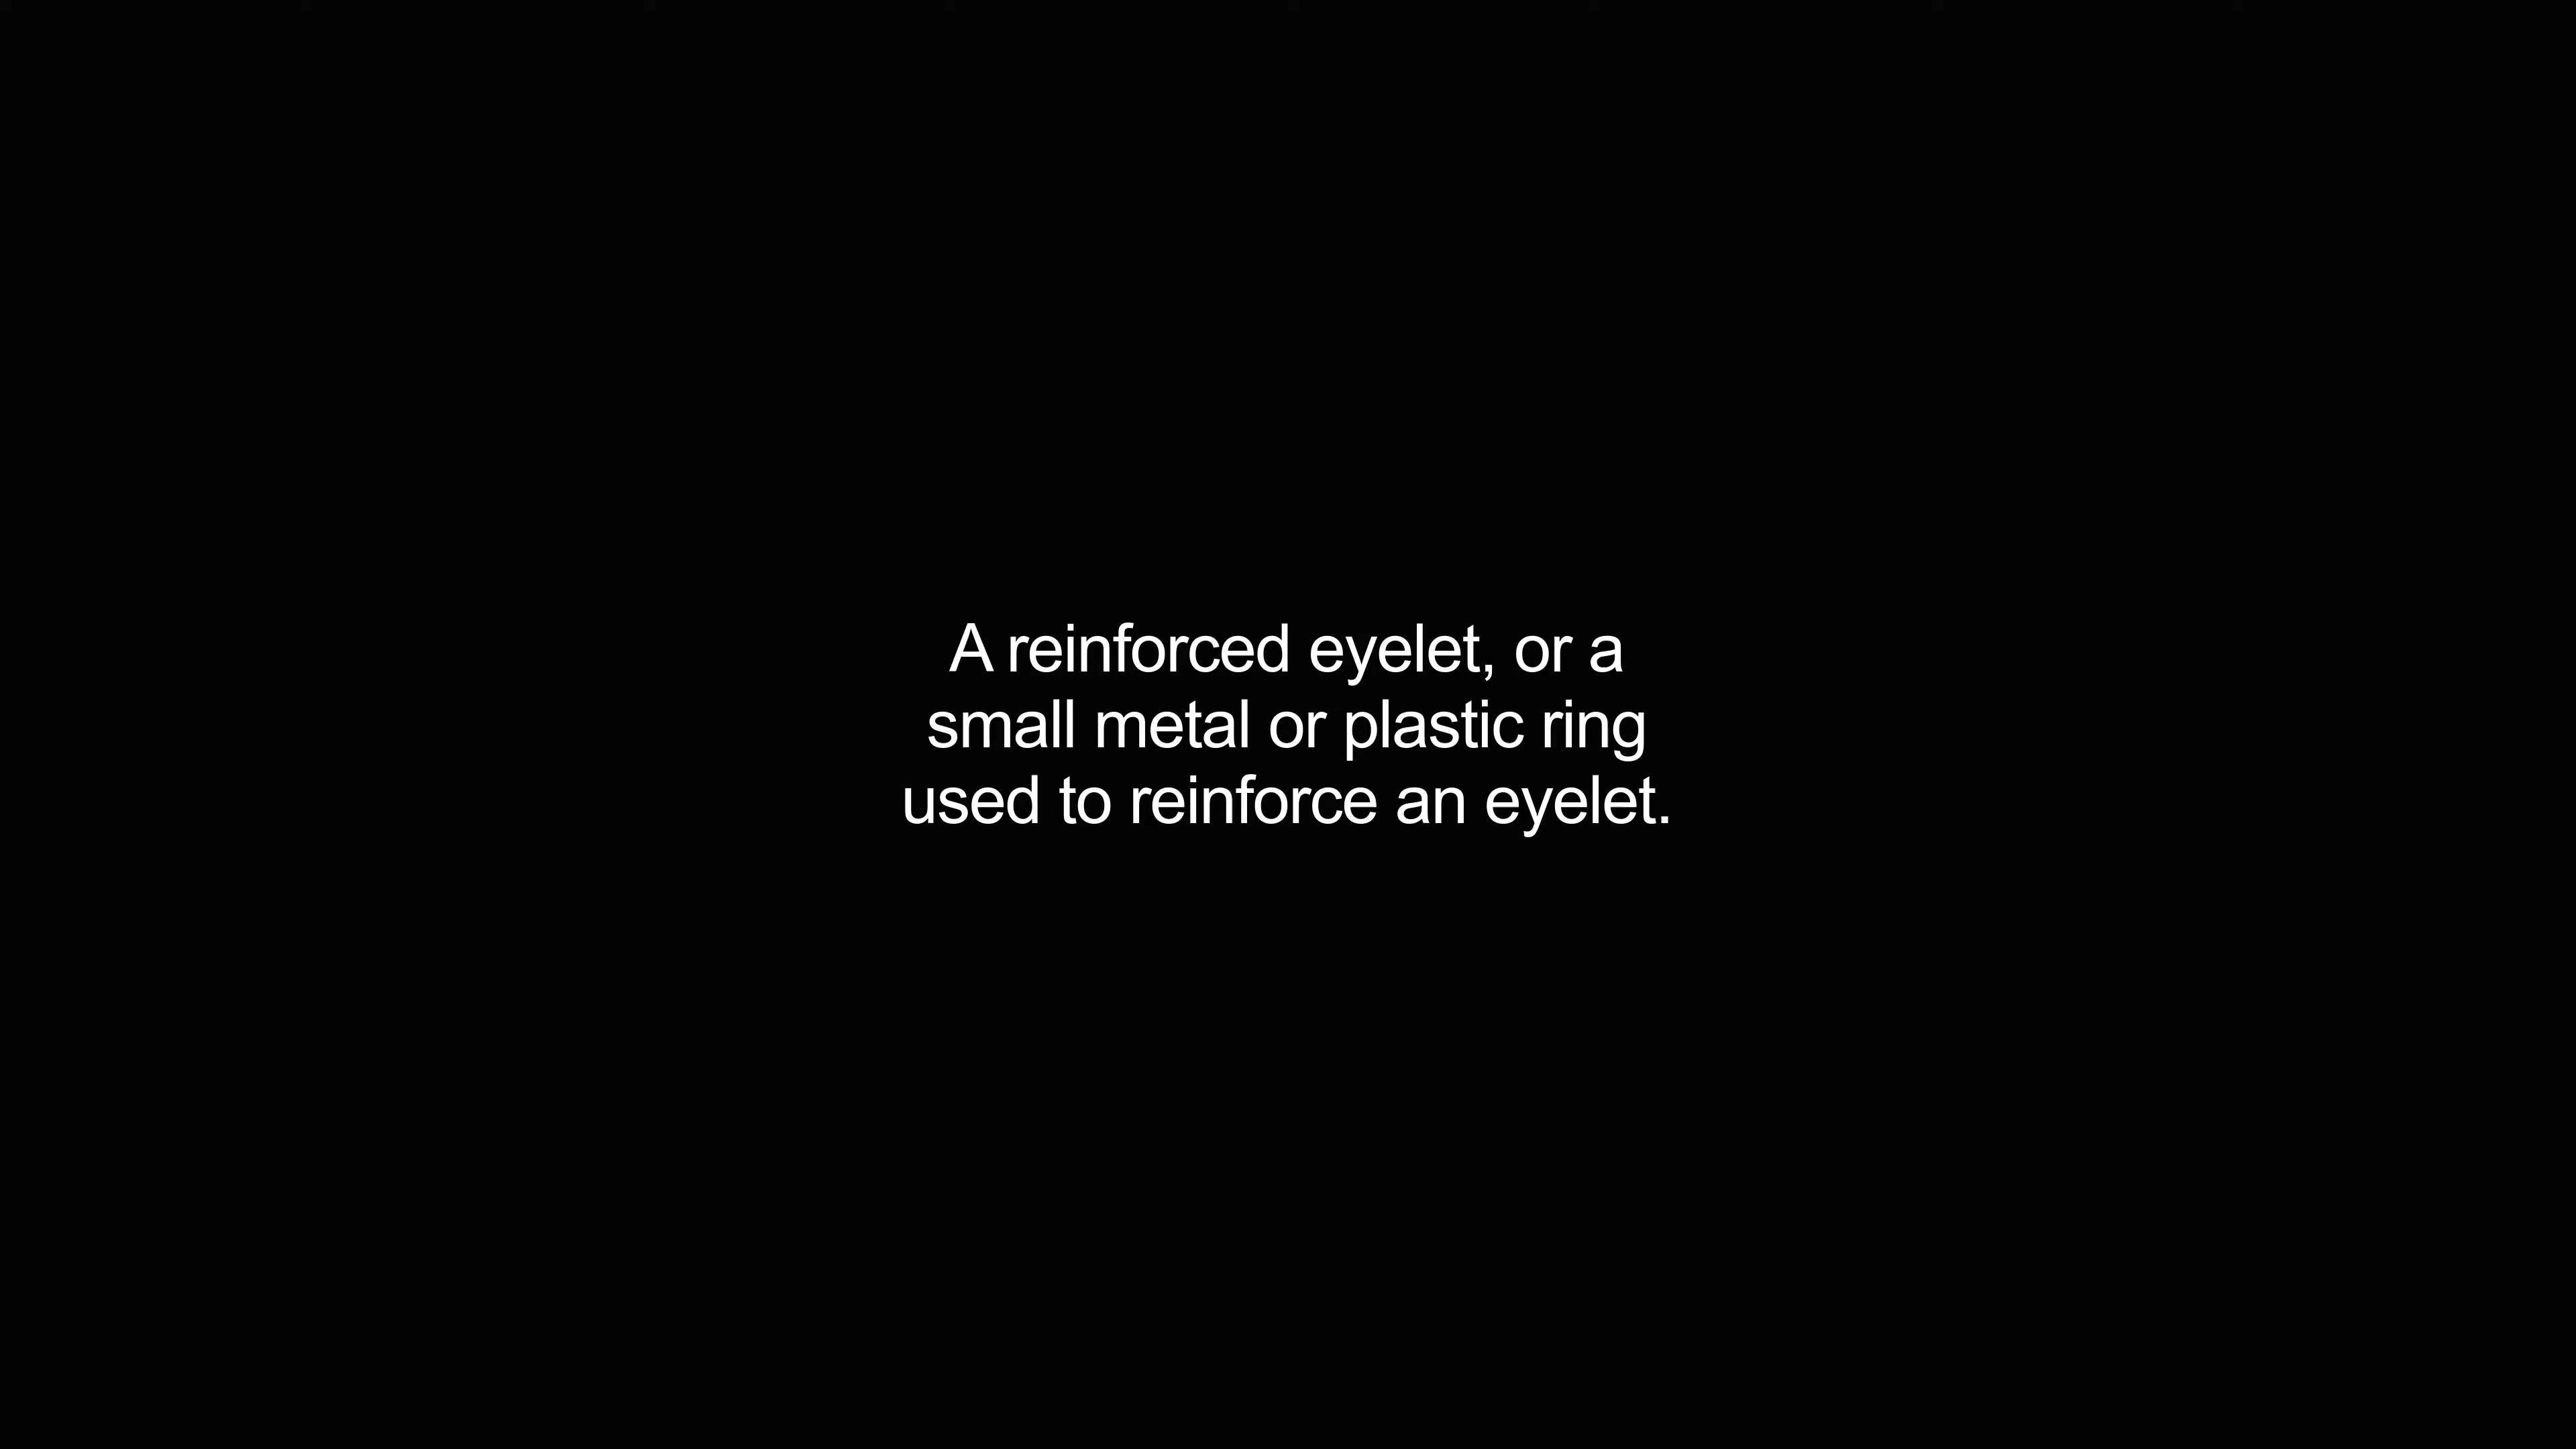 A reinforced eyelet, or a
small metal or plastic ring
used to reinforce an eyelet.